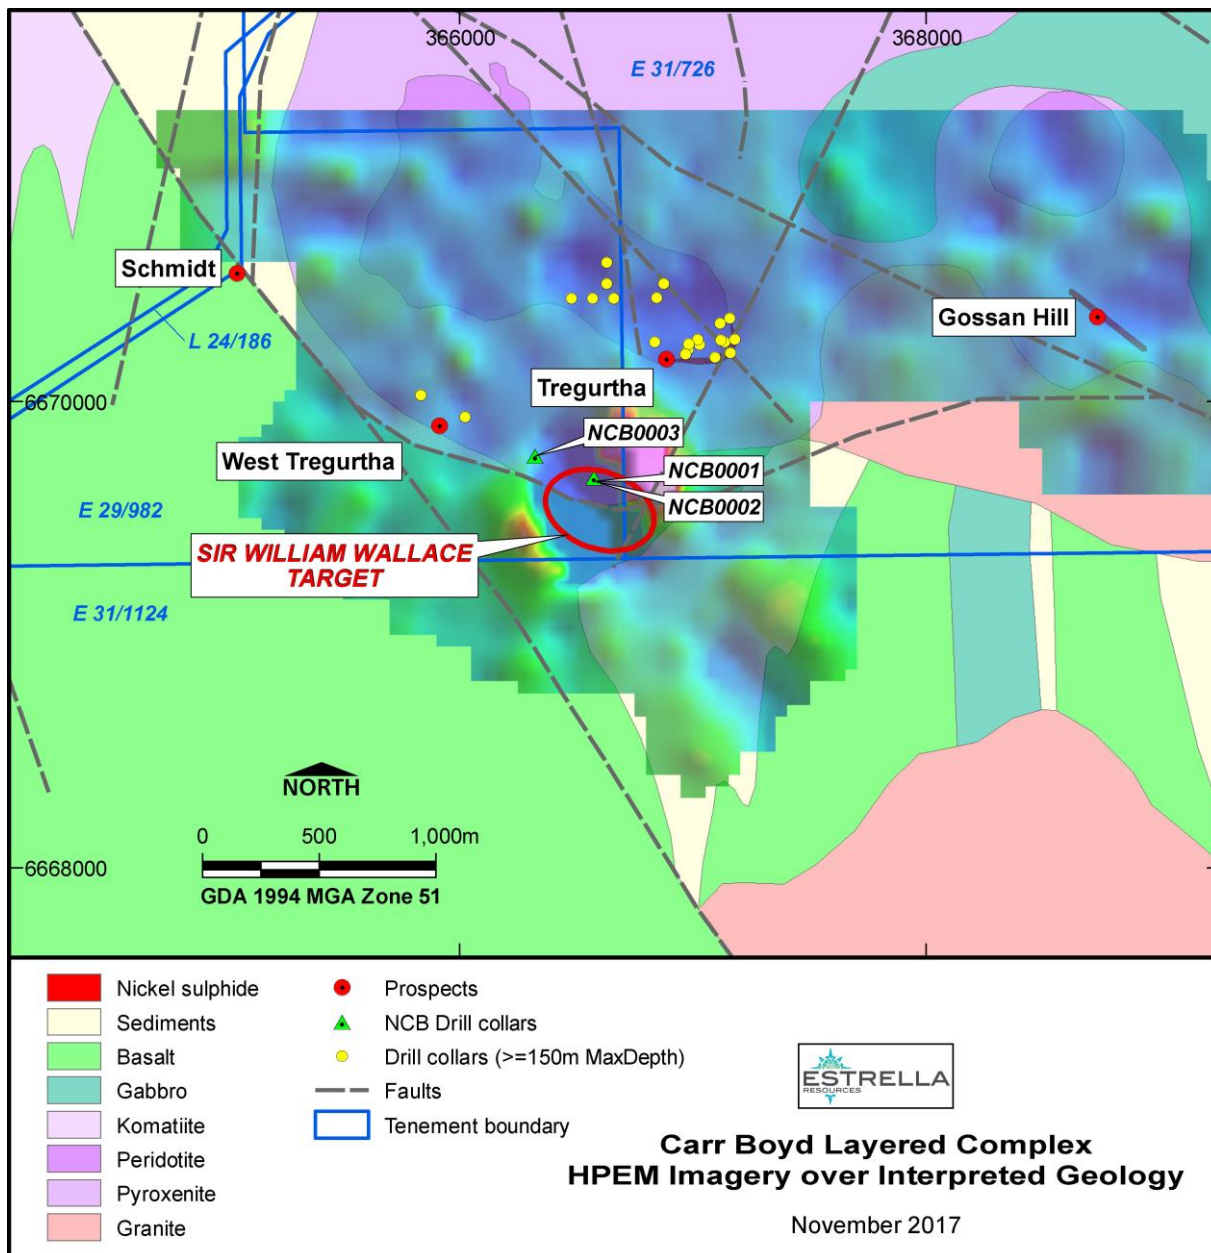 366000
368000
E 31/726
Schmidt
L 24/186
Gossan Hill
6670000
Tregurtha
NCB0003
West Tregurtha
NCB0001
NCB0002
E 29/982
SIR WILLIAM WALLACE
TARGET
E 31/1124
NORTH
0 500 1,000m
6668000
GDA 1994 MGA Zone 51
Nickel sulphide
Sediments
Basalt
Gabbro
Komatiite
Peridotite
Pyroxenite
Granite
Prospects
NCB Drill collars
Drill collars (>=150m MaxDepth)
Faults
Tenement boundary
ESTRELLA
RESOURCES
Carr Boyd Layered Complex
HPEM Imagery over Interpreted Geology
November 2017